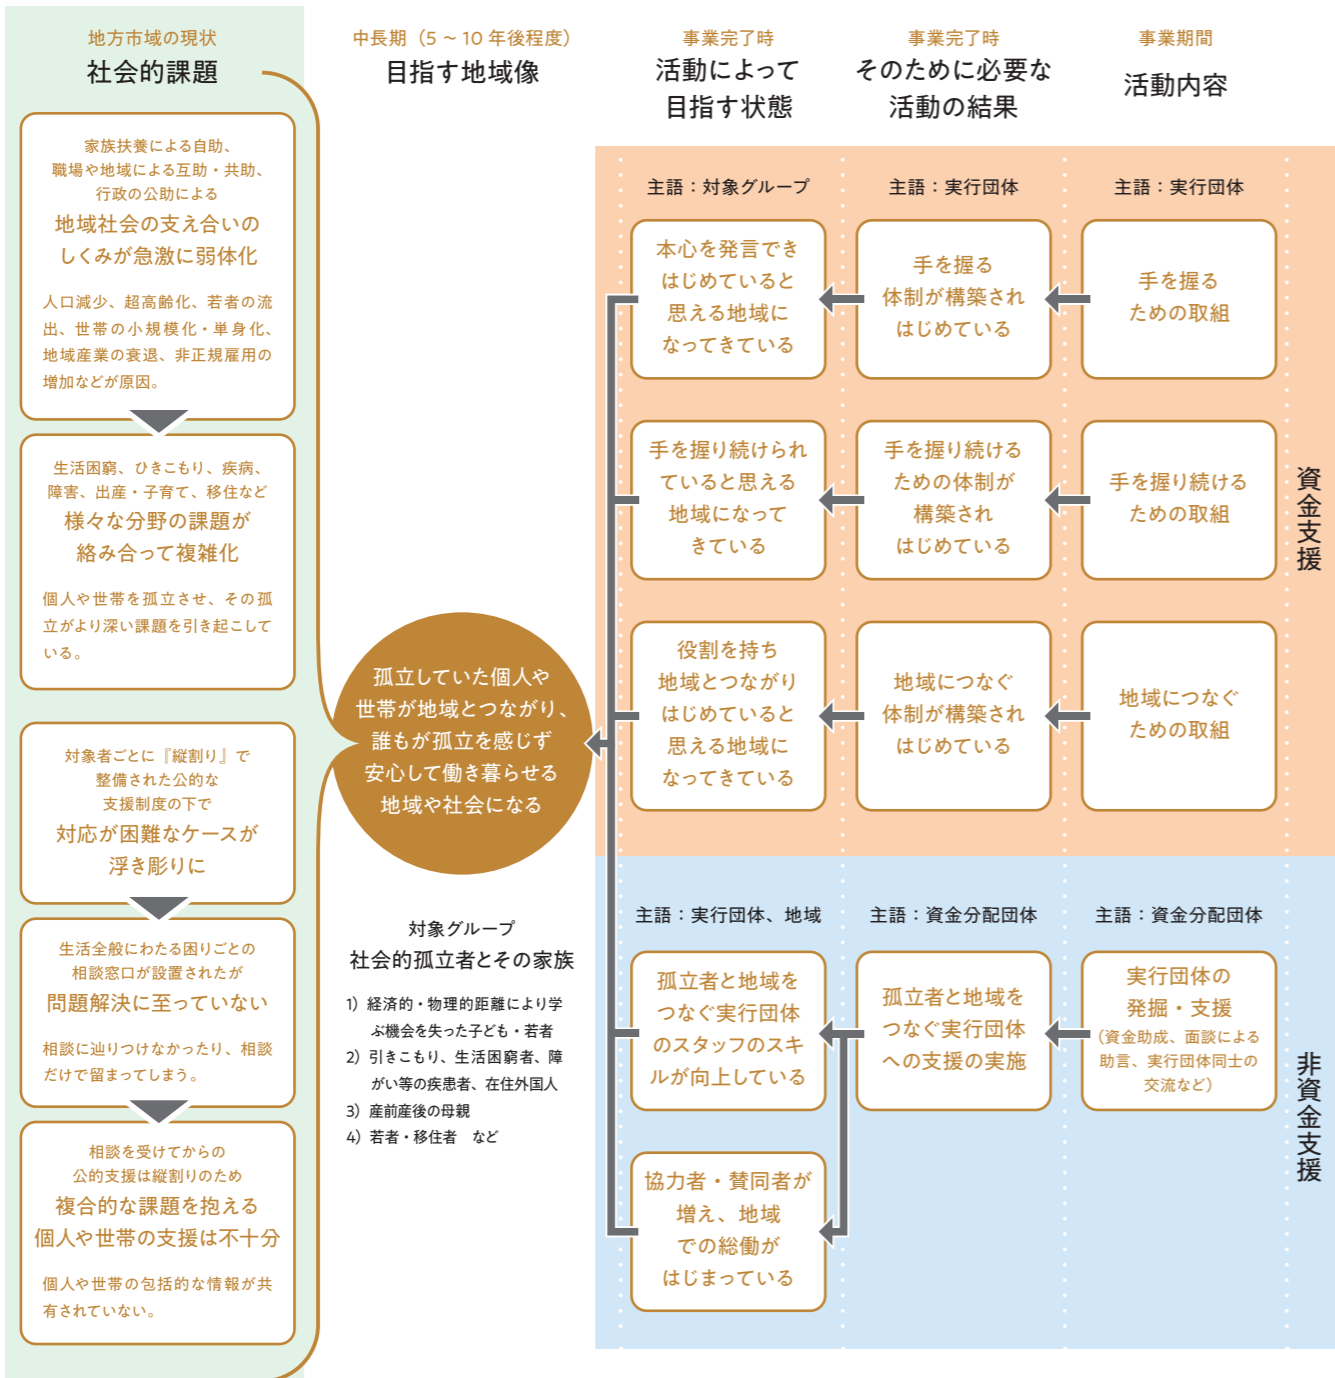 地方市域の現状
社会的課題
家族扶養による自助、
職場や地域による互助・共助、
行政の公助による
地域社会の支え合いの
しくみが急激に弱体化
人口減少、超高齢化、若者の流
出、世帯の小規模化・単身化、
地域産業の衰退、非正規雇用の
増加などが原因。
生活困窮、ひきこもり、疾病、
障害、出産・子育て、移住など
様々な分野の課題が
絡み合って複雑化
個人や世帯を孤立させ、その孤
立がより深い課題を引き起こして
いる。
対象者ごとに『縦割り』で
整備された公的な
支援制度の下で
対応が困難なケースが
浮き彫りに
生活全般にわたる困りごとの
相談窓口が設置されたが
問題解決に至っていない
相談に辿りつけなかったり、相談
だけで留まってしまう。
相談を受けてからの
公的支援は縦割りのため
複合的な課題を抱える
個人や世帯の支援は不十分
個人や世帯の包括的な情報が共
有されていない。
中長期（5 ~ 10 年後程度）
目指す地域像
孤立していた個人や
世帯が地域とつながり、
誰もが孤立を感じず
安心して働き暮らせる
地域や社会になる
対象グループ
社会的孤立者とその家族
1）経済的・物理的距離により学
ぶ機会を失った子ども・若者
2）引きこもり、生活困窮者、障
がい等の疾患者、在住外国人
3）産前産後の母親
4）若者・移住者　など
事業完了時
活動によって
目指す状態
主語：対象グループ
本心を発言でき
はじめていると
思える地域に
なってきている
手を握り続けられ
ていると思える
地域になって
きている
役割を持ち
地域とつながり
はじめていると
思える地域に
なってきている
主語：実行団体、地域
孤立者と地域を
つなぐ実行団体
のスタッフのスキ
ルが向上している
協力者・賛同者が
増え、地域
での総働が
はじまっている
事業完了時
そのために必要な
活動の結果
主語：実行団体
手を握る
体制が構築され
はじめている
手を握り続ける
ための体制が
構築され
はじめている
地域につなぐ
体制が構築され
はじめている
主語：資金分配団体
孤立者と地域を
つなぐ実行団体
への支援の実施
事業期間
活動内容
主語：実行団体
手を握る
ための取組
手を握り続ける
ための取組
地域につなぐ
ための取組
主語：資金分配団体
実行団体の
発掘・支援
（資金助成、面談による
助言、実行団体同士の
交流など）
資金支援
非資金支援